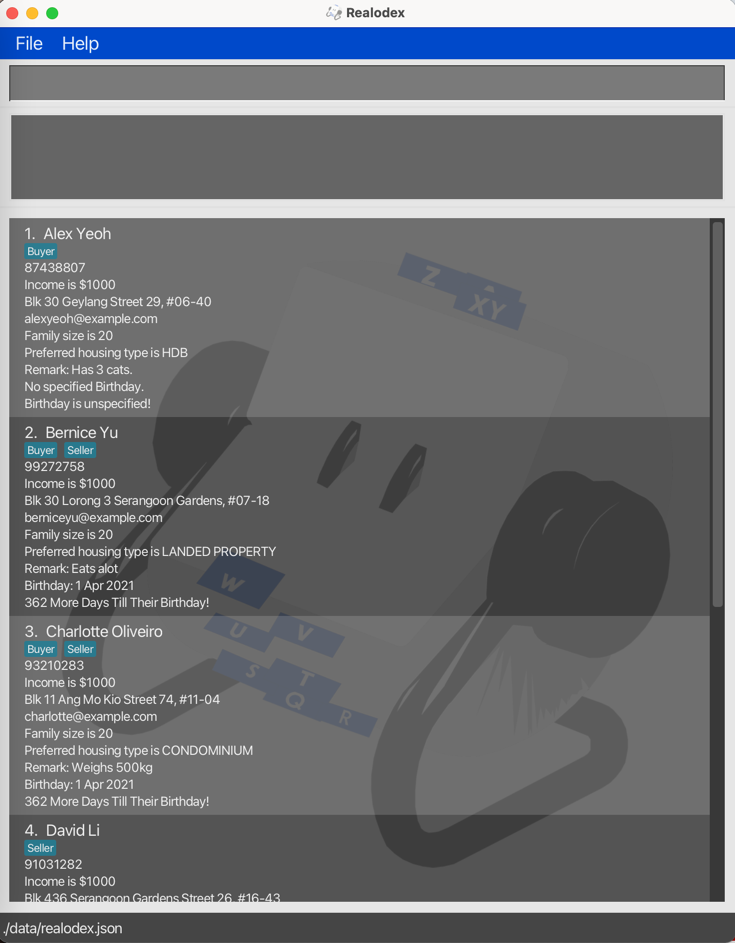 Realodex
File Help
1. Alex Yeoh
Buyer
87438807
Income is $1000
Blk 30 Geylang Street 29, #06-40
alexyeoh@example.com
Family size is 20
Preferred housing type is HDB
Remark: Has 3 cats.
No specified Birthday.
Birthday is unspecified!
2. Bernice Yu
Buyer Seller
99272758
Income is $1000
Blk 30 Lorong 3 Serangoon Gardens, #07-18
berniceyu@example.com
Family size is 20
Preferred housing type is LANDED PROPERTY
Remark: Eats alot
Birthday: 1 Apr 2021
362 More Days Till Their Birthday!
3. Charlotte Oliveiro
Buyer Seller
93210283
Income is $1000
Blk 11 Ang Mo Kio Street 74, #11-04
charlotte@example.com
Family size is 20
Preferred housing type is CONDOMINIUM
Remark: Weighs 500kg
Birthday: 1 Apr 2021
362 More Days Till Their Birthday!
4. David Li
Seller
91031282
Income is $1000
Blk 436 Serangoon Gardens Street 26, #16-43
Z
XY
W
U V
S T
Q R
./data/realodex.json